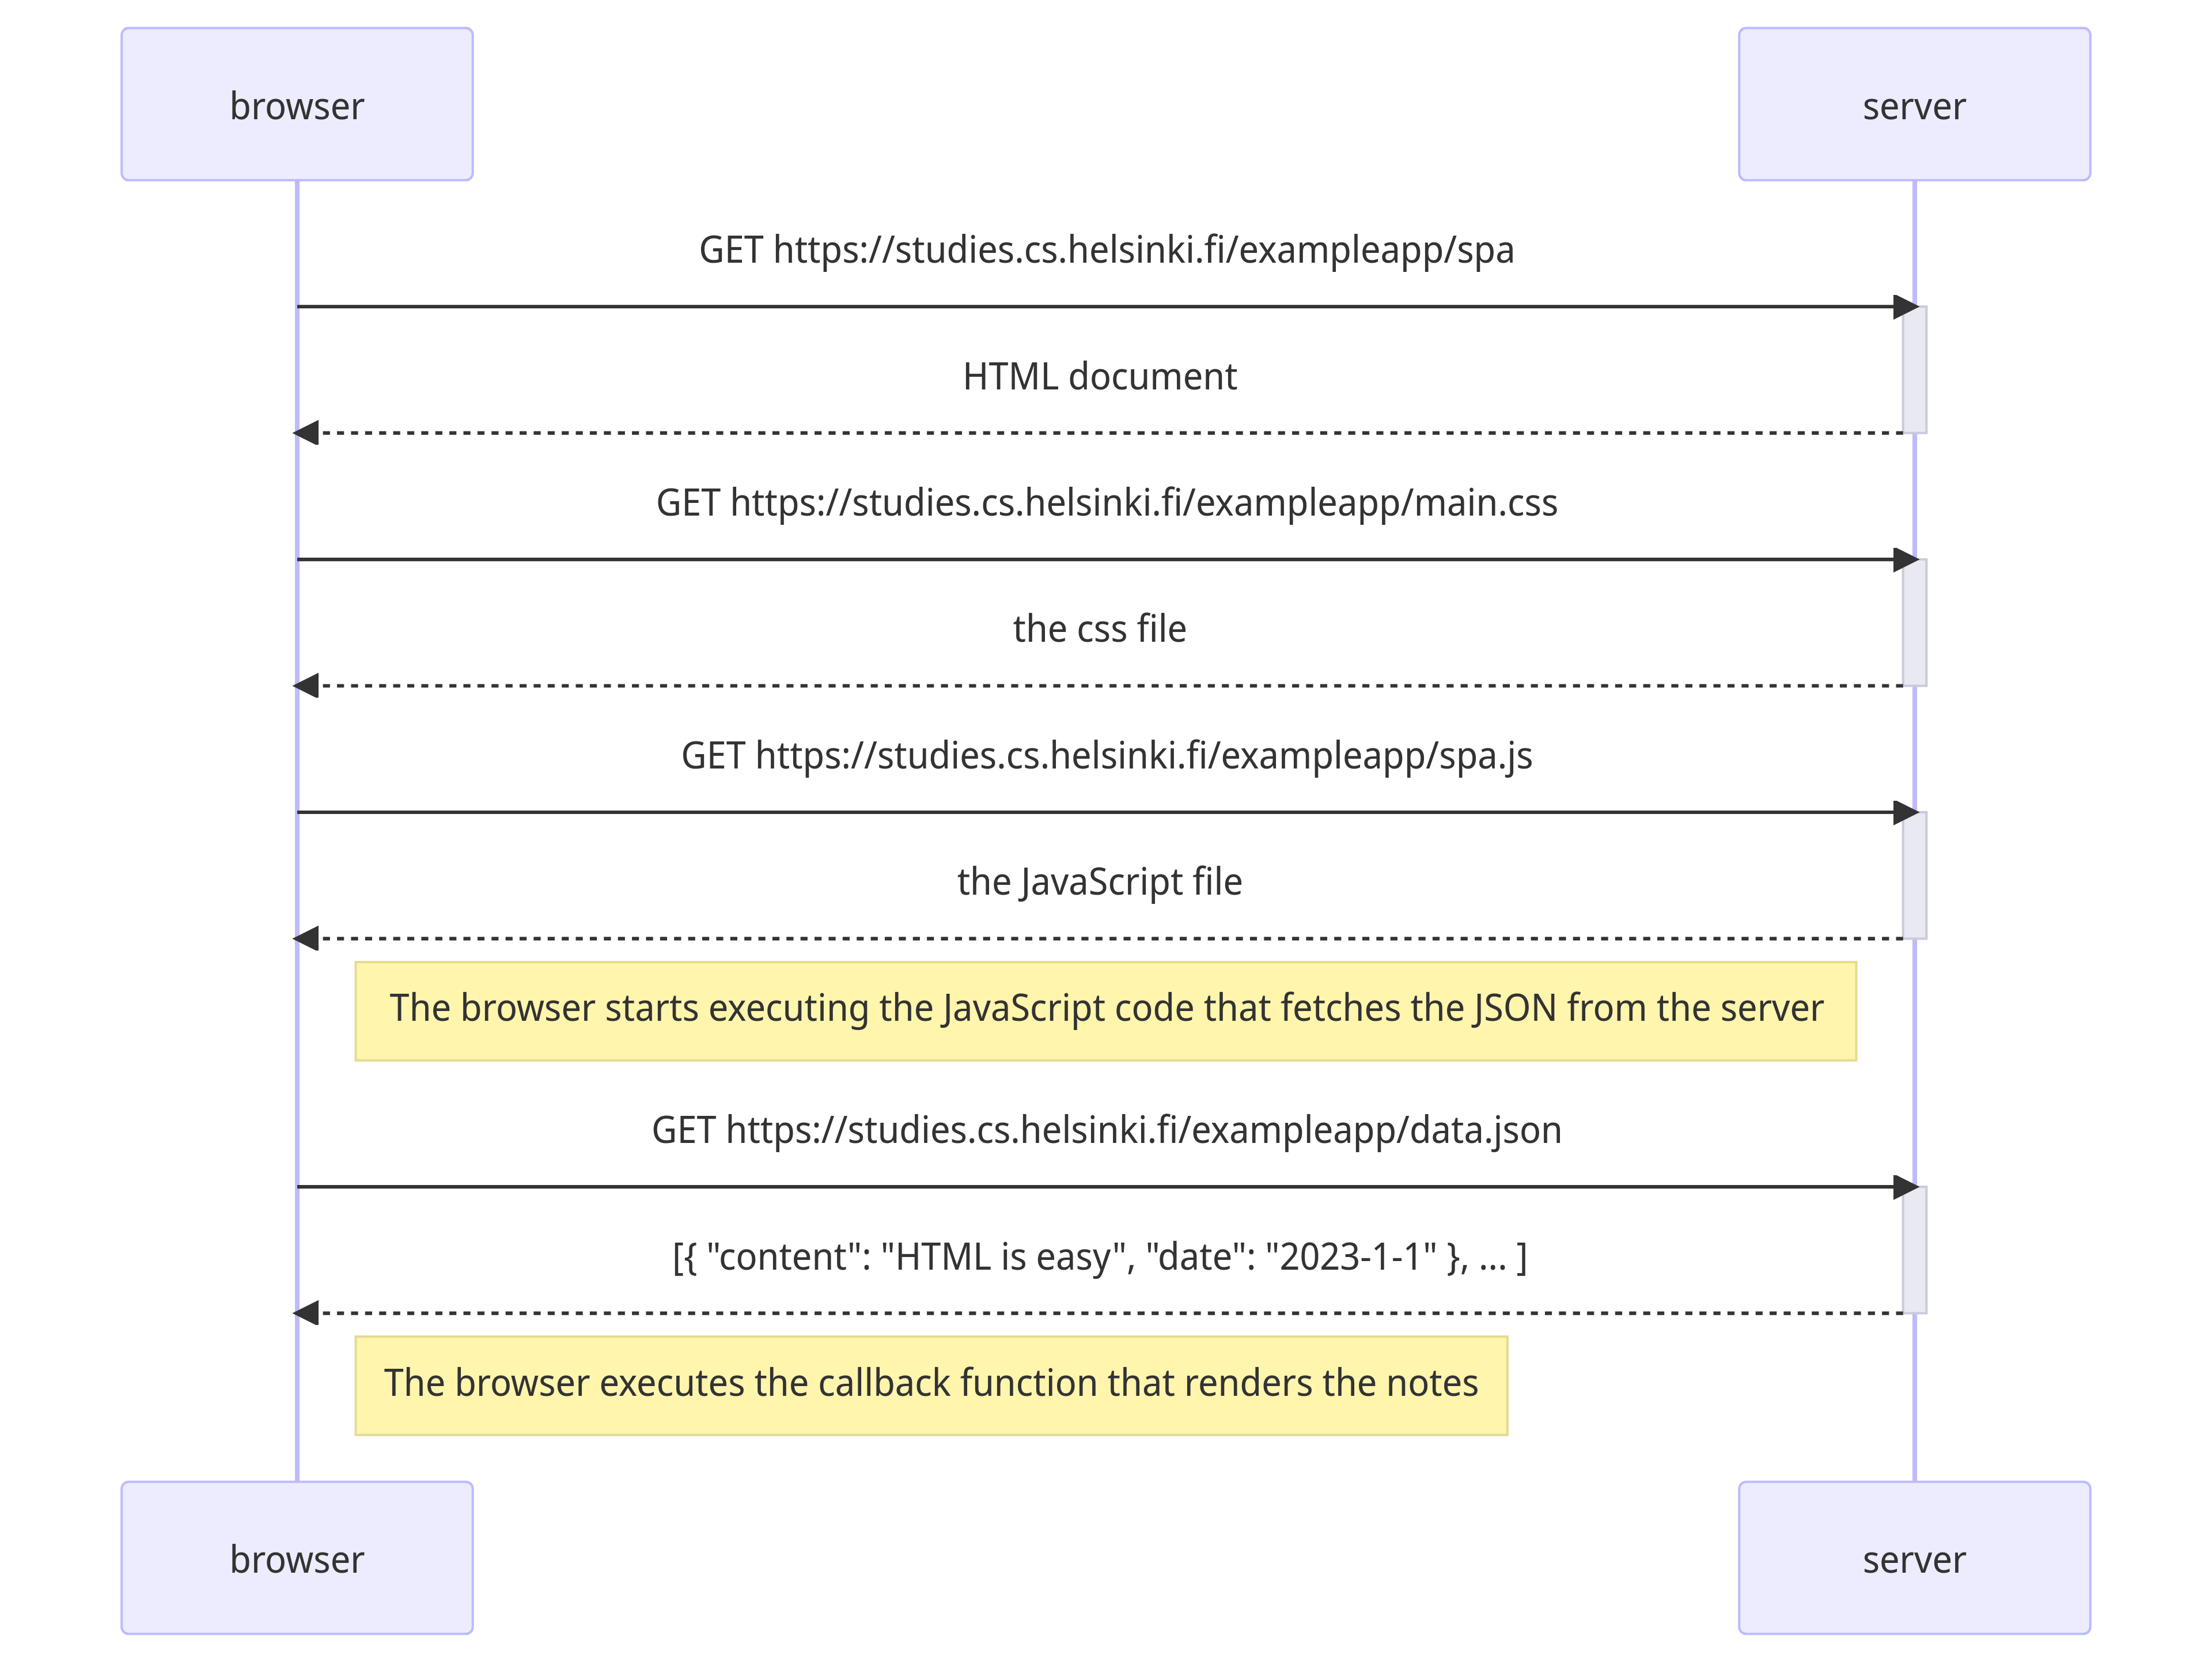 browser
server
GET https://studies.cs.helsinki.fi/exampleapp/spa
HTML document
GET https://studies.cs.helsinki.fi/exampleapp/main.css
the css file
GET https://studies.cs.helsinki.fi/exampleapp/spa.js
the JavaScript file
The browser starts executing the JavaScript code that fetches the JSON from the server
GET https://studies.cs.helsinki.fi/exampleapp/data.json
[{ "content": "HTML is easy", "date": "2023-1-1" }, ... ]
The browser executes the callback function that renders the notes
browser
server